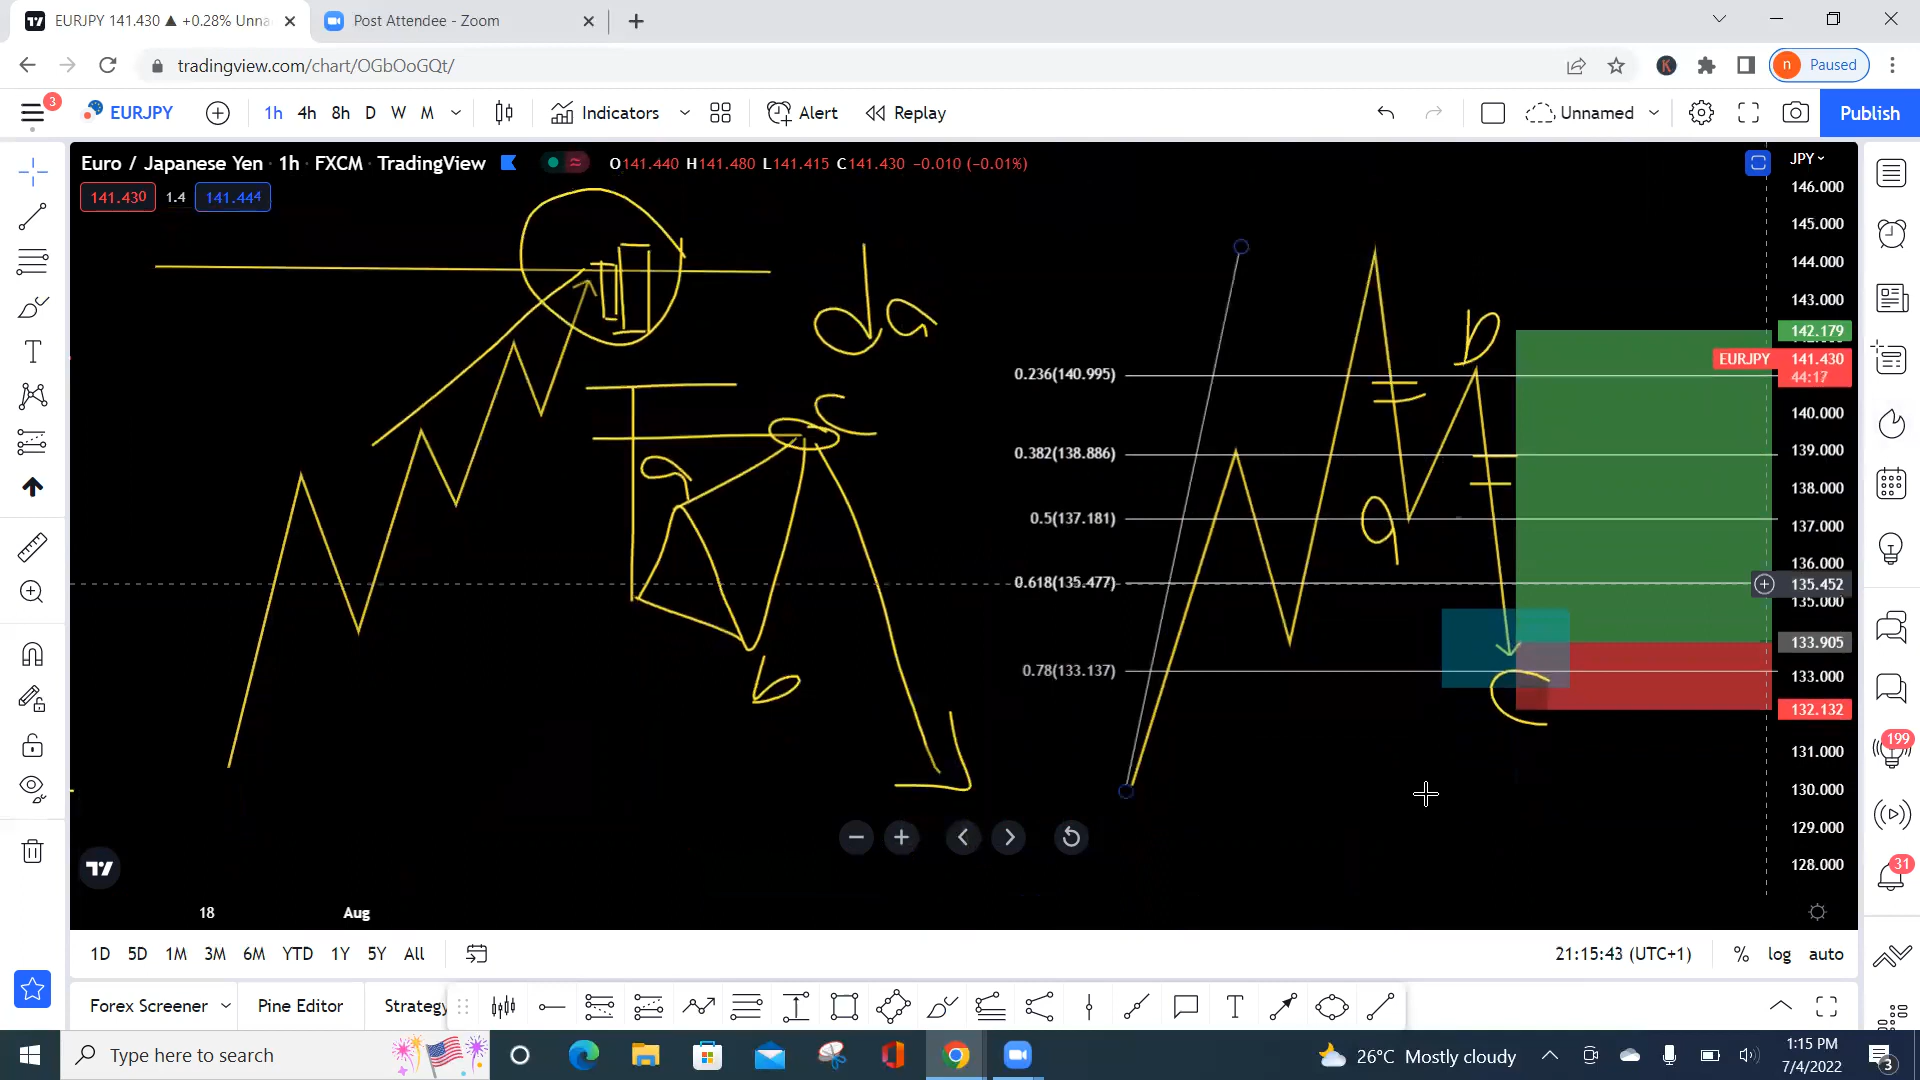 EURJPY 141.430 ▲ +0.28% Unna
Post Attendee - Zoom
tradingview.com/chart/OGbOoGQt/
n Paused
3
EURJPY 1h 4h 8h D W M Indicators Alert Replay Unnamed Publish
Euro / Japanese Yen · 1h · FXCM · TradingView O141.440 H141.480 L141.415 C141.430 -0.010 (-0.01%)
JPY
141.430 1.4 141.444
146.000
145.000
144.000
143.000
142.179
EURJPY 141.430
44:17
140.000
139.000
138.000
137.000
136.000
135.452
135.000
133.905
133.000
132.132
131.000
130.000
129.000
128.000
0.236(140.995)
0.382(138.886)
0.5(137.181)
0.618(135.477)
0.78(133.137)
da
c
a
b
b
a
C
199
31
18 Aug
1D 5D 1M 3M 6M YTD 1Y 5Y All
21:15:43 (UTC+1) % log auto
Forex Screener Pine Editor Strategy
Type here to search
26°C Mostly cloudy
1:15 PM
7/4/2022
3